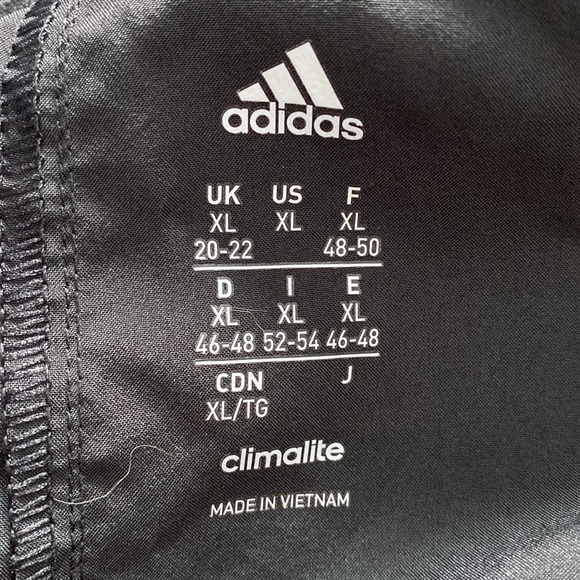 adidas
UK US F
XL XL XL
20-22 48-50
D I E
XL XL XL
46-48 52-54 46-48
CDN J
XL/TG
climalite
MADE IN VIETNAM